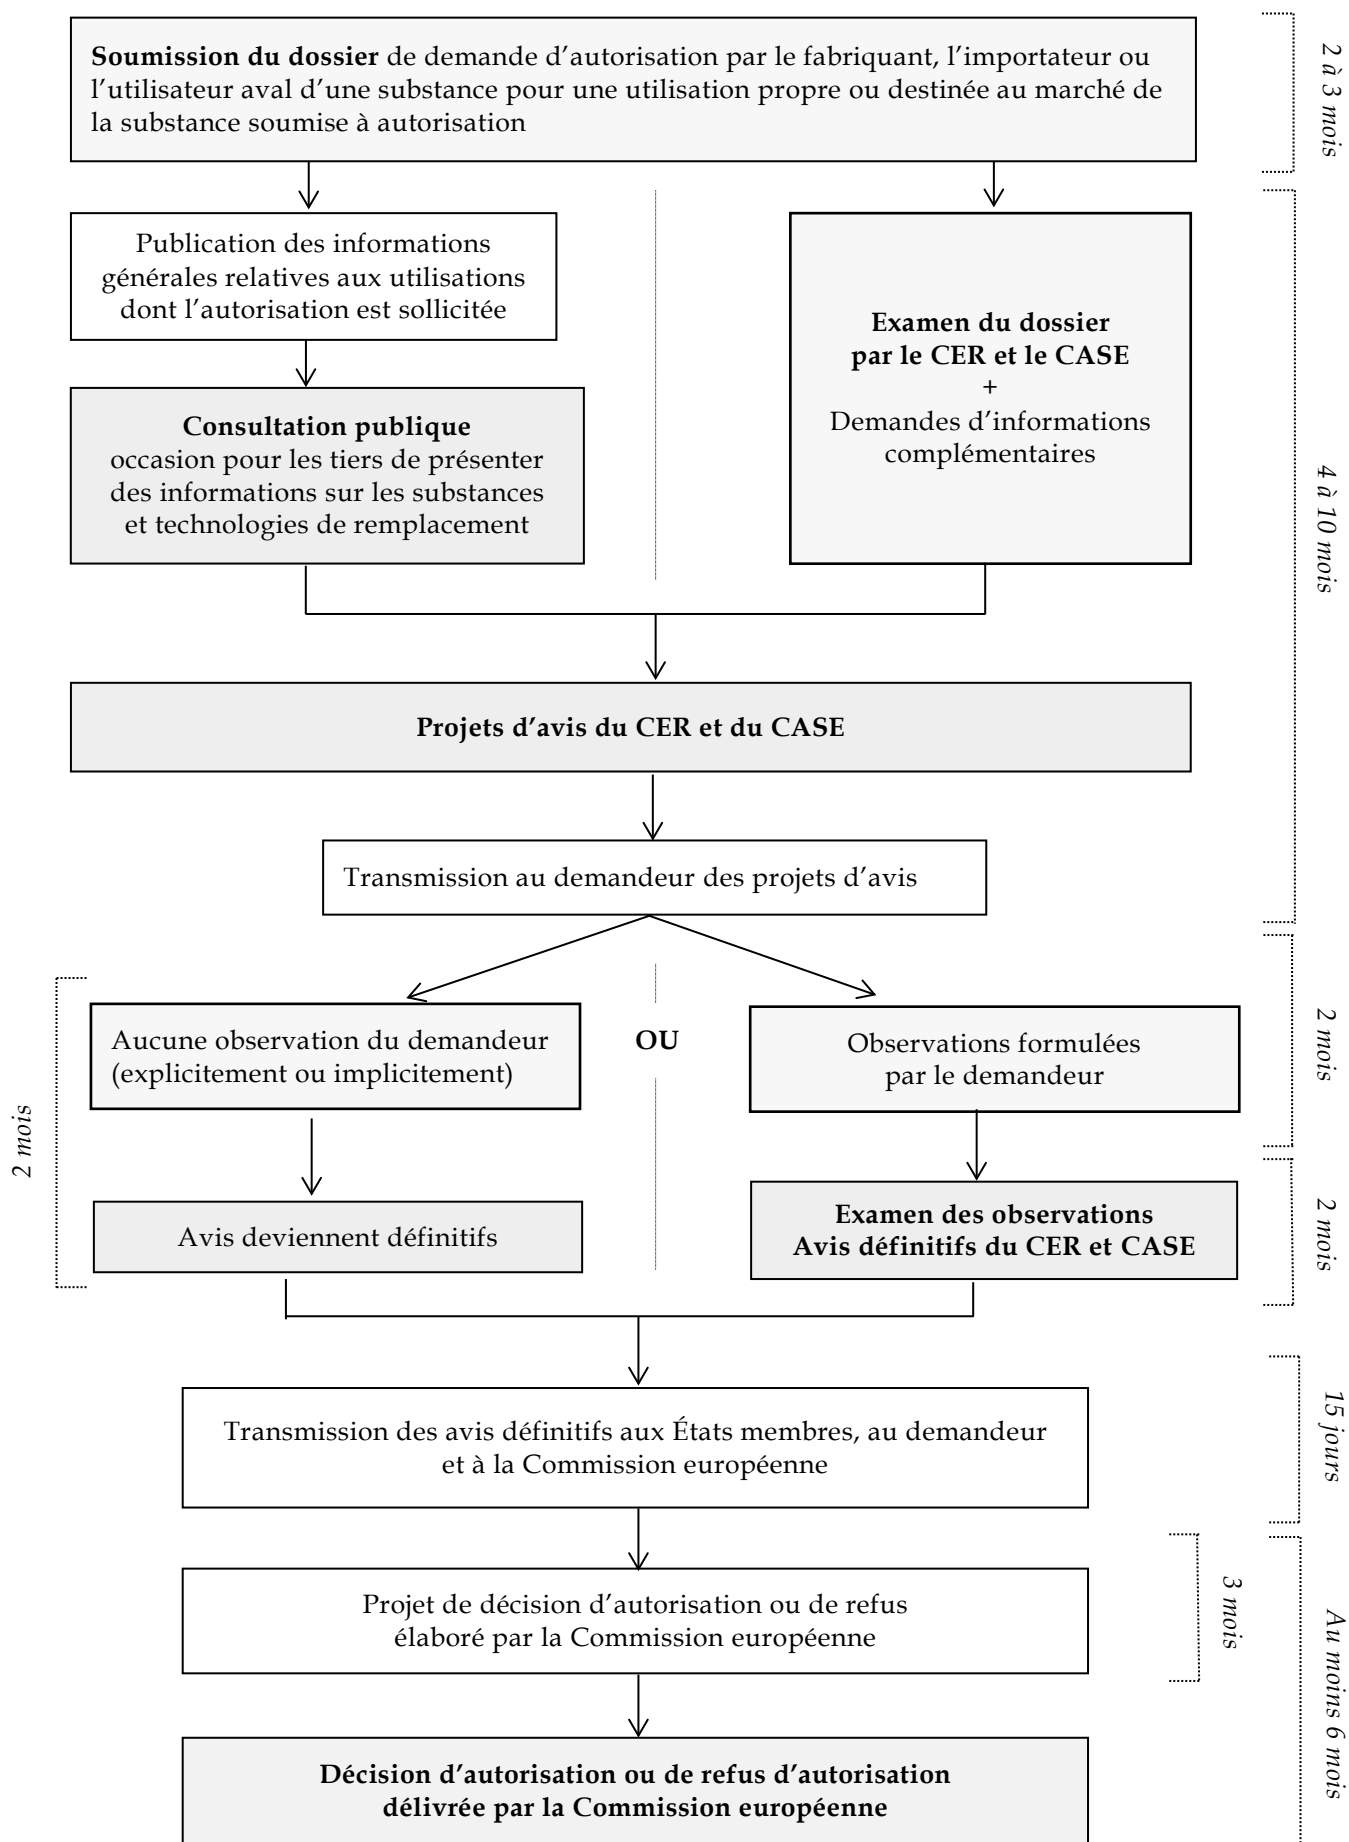 Soumission du dossier de demande d'autorisation par le fabriquant, l'importateur ou
l'utilisateur aval d'une substance pour une utilisation propre ou destinée au marché de
la substance soumise à autorisation
2 à 3 mois
Publication des informations
générales relatives aux utilisations
dont l'autorisation est sollicitée
Consultation publique
occasion pour les tiers de présenter
des informations sur les substances
et technologies de remplacement
Examen du dossier
par le CER et le CASE
+
Demandes d'informations
complémentaires
4 à 10 mois
Projets d'avis du CER et du CASE
Transmission au demandeur des projets d'avis
2 mois
Aucune observation du demandeur
(explicitement ou implicitement)
OU
Observations formulées
par le demandeur
2 mois
Avis deviennent définitifs
Examen des observations
Avis définitifs du CER et CASE
2 mois
Transmission des avis définitifs aux États membres, au demandeur
et à la Commission européenne
15 jours
Projet de décision d'autorisation ou de refus
élaboré par la Commission européenne
3 mois
Au moins 6 mois
Décision d'autorisation ou de refus d'autorisation
délivrée par la Commission européenne